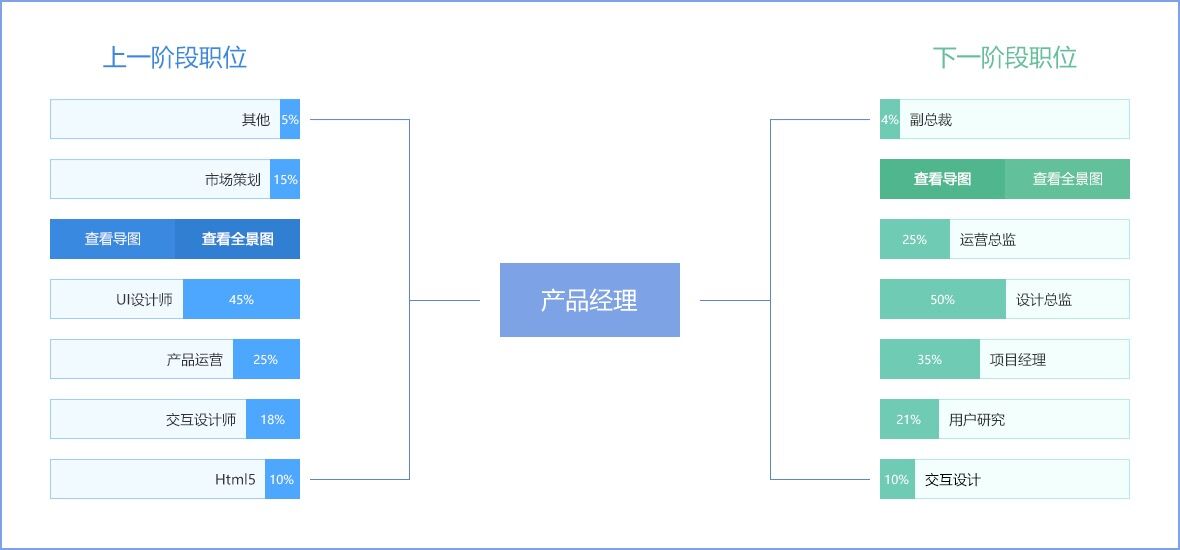 上一阶段职位
其他 5%
市场策划 15%
查看导图 查看全景图
UI设计师 45%
产品运营 25%
交互设计师 18%
Html5 10%
产品经理
下一阶段职位
4% 副总裁
查看导图 查看全景图
25% 运营总监
50% 设计总监
35% 项目经理
21% 用户研究
10% 交互设计